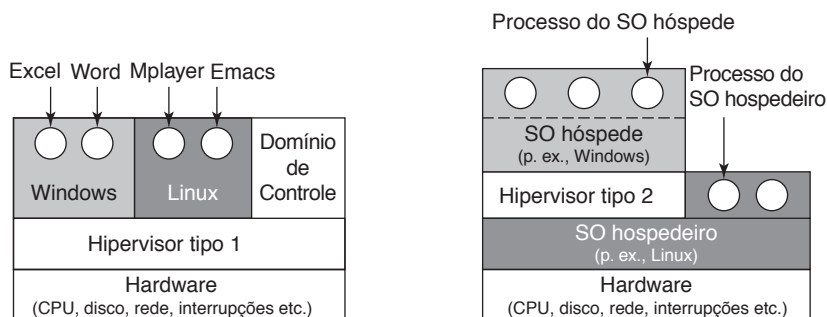 Excel Word Mplayer Emacs
Windows
Linux
Domínio
de
Controle
Hipervisor tipo 1
Hardware
(CPU, disco, rede, interrupções etc.)
Processo do SO hóspede
Processo do
SO hospedeiro
SO hóspede
(p. ex., Windows)
Hipervisor tipo 2
SO hospedeiro
(p. ex., Linux)
Hardware
(CPU, disco, rede, interrupções etc.)